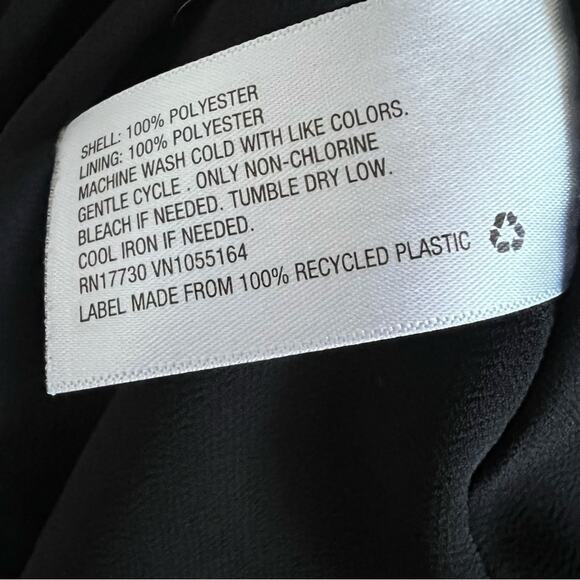 SHELL: 100% POLYESTER
LINING: 100% POLYESTER
MACHINE WASH COLD WITH LIKE COLORS.
GENTLE CYCLE . ONLY NON-CHLORINE
BLEACH IF NEEDED. TUMBLE DRY LOW.
COOL IRON IF NEEDED.
RN17730 VN1055164
LABEL MADE FROM 100% RECYCLED PLASTIC